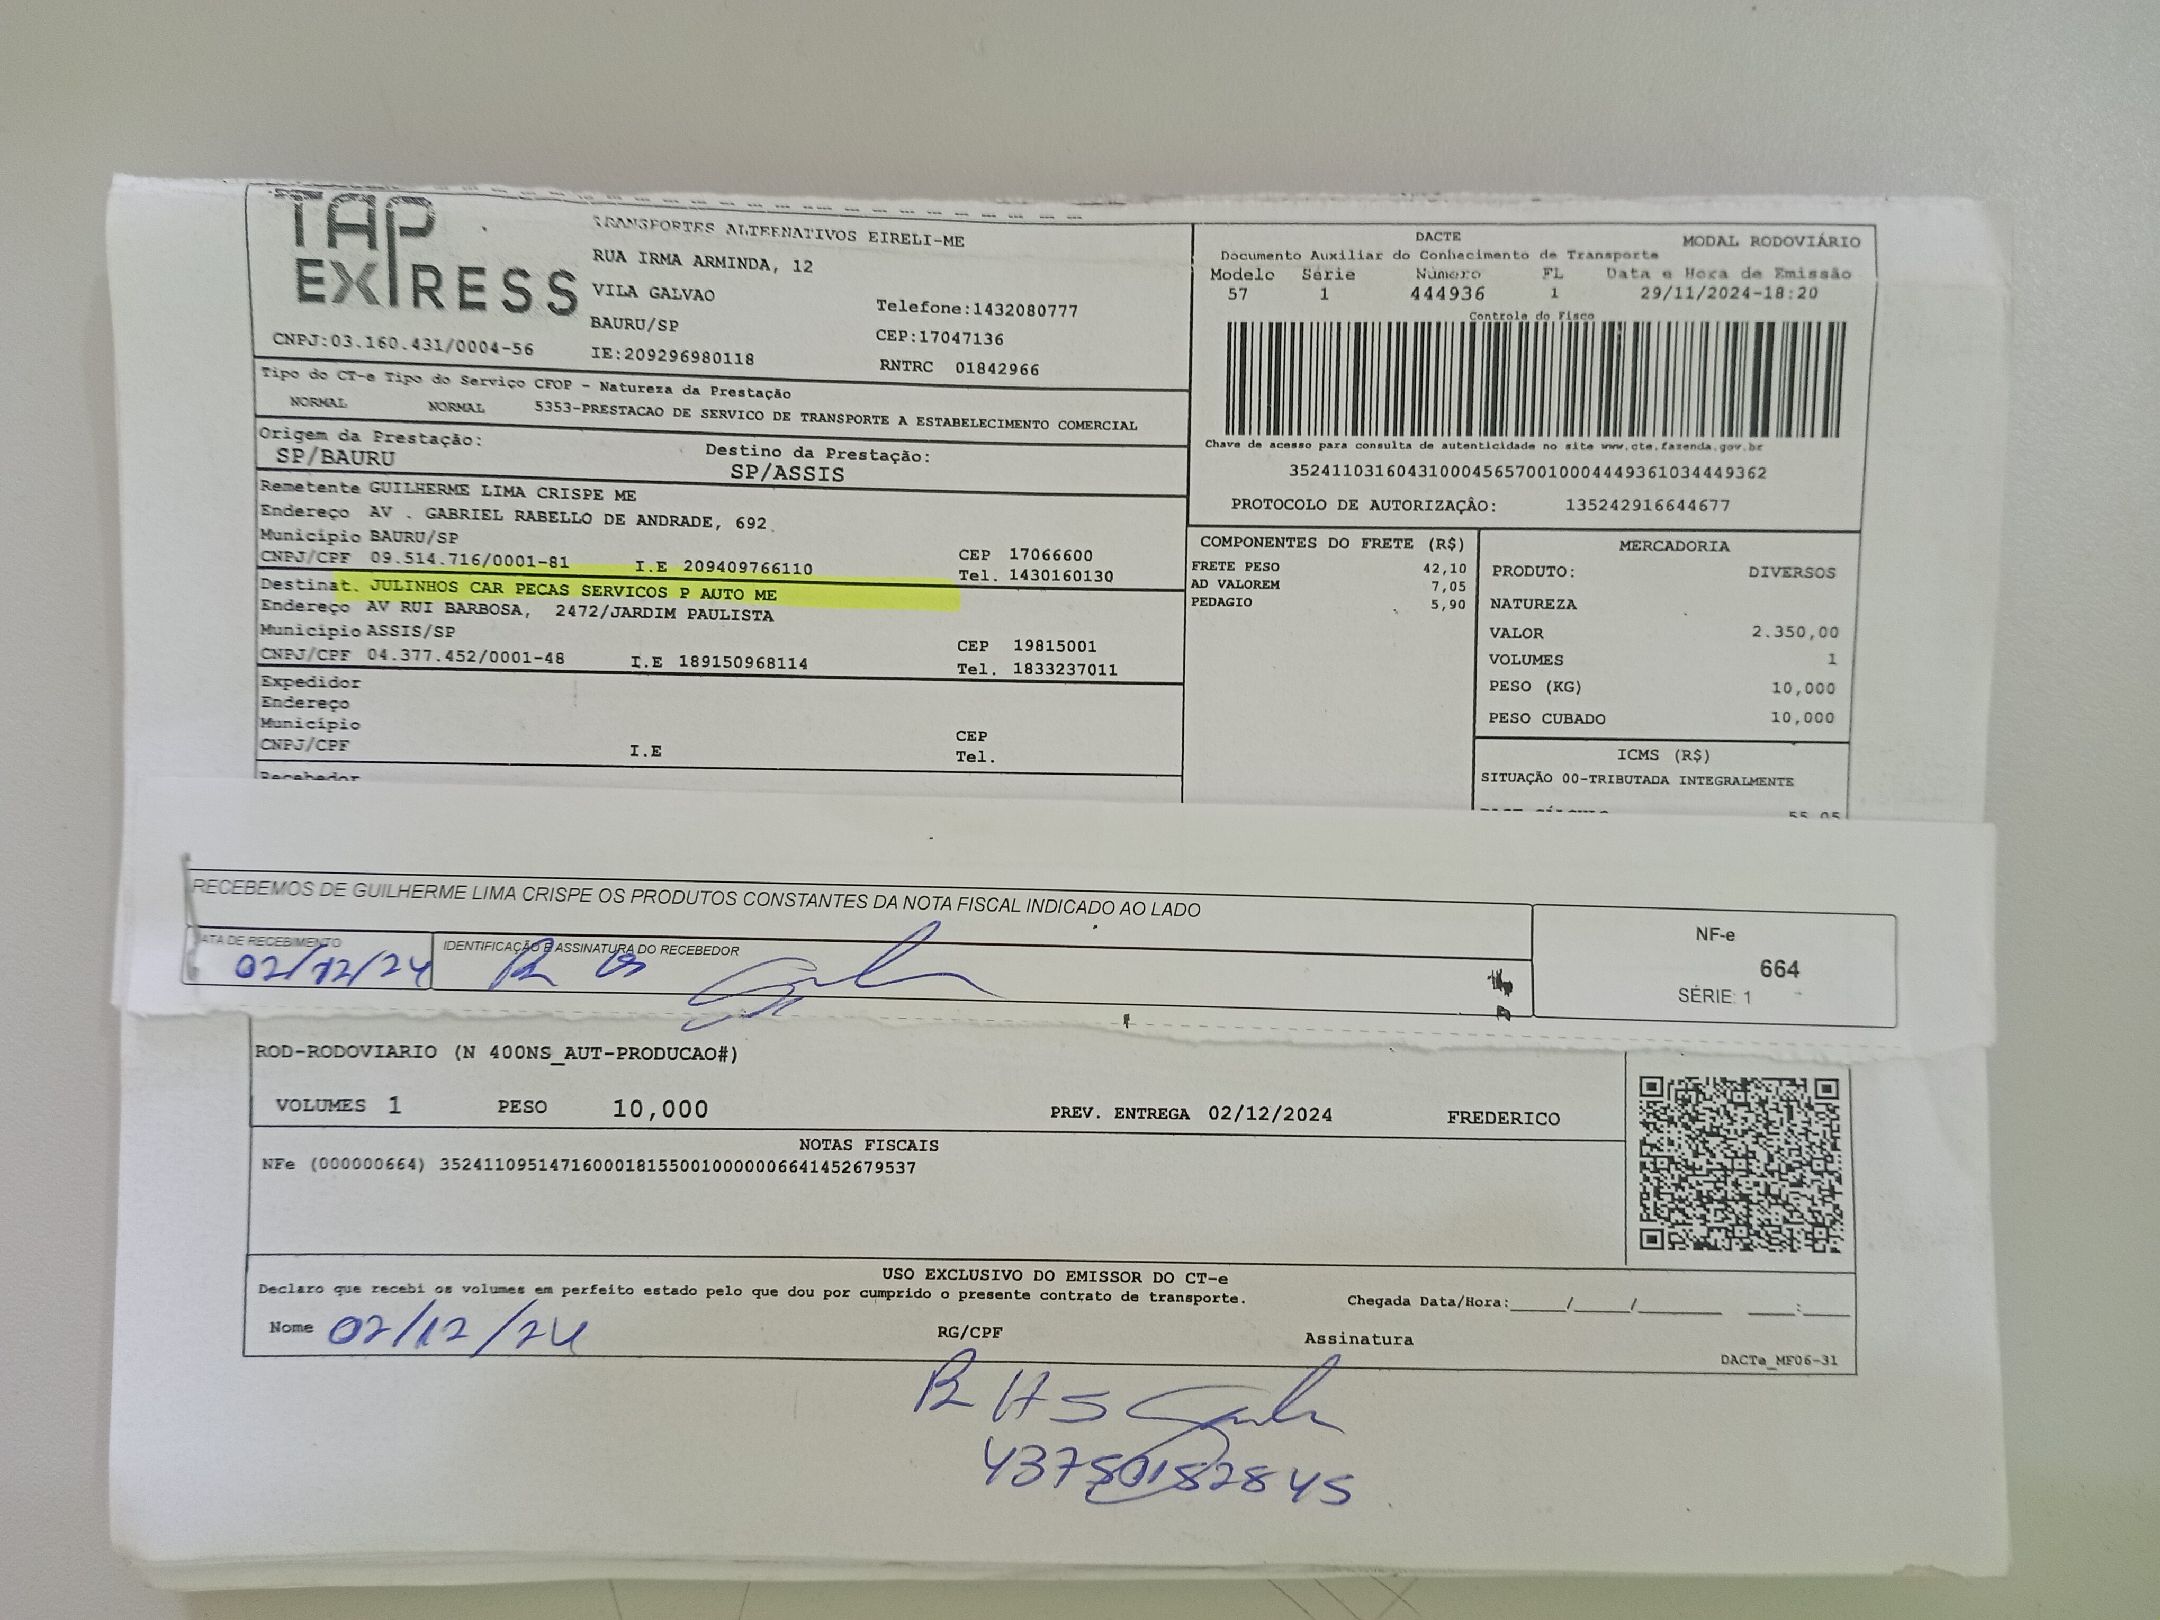 TAP EXPRESS
TRANSPORTES ALTERNATIVOS EIRELI-ME
RUA IRMA ARMINDA, 12
VILA GALVAO
Telefone:1432080777
BAURU/SP
CEP:17047136
CNPJ:03.160.431/0004-56
IE:209296980118
RNTRC 01842966
DACTE
MODAL RODOVIÁRIO
Documento Auxiliar do Conhecimento de Transporte
Modelo Série Número FL Data e Hora de Emissão
57 1 444936 1 29/11/2024-18:20
Controle do Fisco
Chave de acesso para consulta de autenticidade no site www.cte.fazenda.gov.br
35241103160431000456570010004449361034449362
PROTOCOLO DE AUTORIZAÇÂO: 135242916644677
Tipo do CT-e Tipo do Serviço CFOP - Natureza da Prestação
NORMAL NORMAL 5353-PRESTACAO DE SERVICO DE TRANSPORTE A ESTABELECIMENTO COMERCIAL
Origem da Prestação: Destino da Prestação:
SP/BAURU SP/ASSIS
Remetente GUILHERME LIMA CRISPE ME
Endereço AV . GABRIEL RABELLO DE ANDRADE, 692
Município BAURU/SP CEP 17066600
CNPJ/CPF 09.514.716/0001-81 I.E 209409766110 Tel. 1430160130
Destinat. JULINHOS CAR PECAS SERVICOS P AUTO ME
Endereço AV RUI BARBOSA, 2472/JARDIM PAULISTA
Município ASSIS/SP CEP 19815001
CNPJ/CPF 04.377.452/0001-48 I.E 189150968114 Tel. 1833237011
Expedidor
Endereço
Município CEP
CNPJ/CPF I.E Tel.
Recebedor
COMPONENTES DO FRETE (R$)
FRETE PESO 42,10
AD VALOREM 7,05
PEDAGIO 5,90
MERCADORIA
PRODUTO: DIVERSOS
NATUREZA
VALOR 2.350,00
VOLUMES 1
PESO (KG) 10,000
PESO CUBADO 10,000
ICMS (R$)
SITUAÇÃO 00-TRIBUTADA INTEGRALMENTE
55,05
RECEBEMOS DE GUILHERME LIMA CRISPE OS PRODUTOS CONSTANTES DA NOTA FISCAL INDICADO AO LADO
DATA DE RECEBIMENTO IDENTIFICAÇÃO E ASSINATURA DO RECEBEDOR
02/12/24
NF-e
664
SÉRIE: 1
ROD-RODOVIARIO (N 400NS_AUT-PRODUCAO#)
VOLUMES 1 PESO 10,000 PREV. ENTREGA 02/12/2024 FREDERICO
NOTAS FISCAIS
NFe (000000664) 35241109514716000181550010000006641452679537
USO EXCLUSIVO DO EMISSOR DO CT-e
Declaro que recebi os volumes em perfeito estado pelo que dou por cumprido o presente contrato de transporte. Chegada Data/Hora:_____/_____/________ ____:____
Nome 02/12/24 RG/CPF Assinatura
DACTe_MF06-31